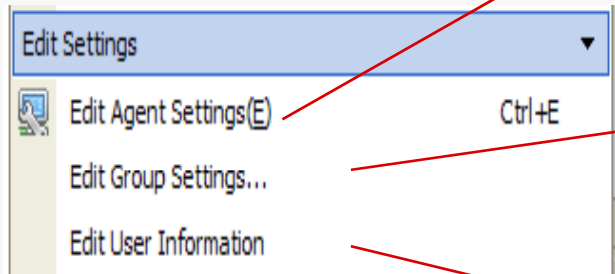 Edit Settings
Edit Agent Settings(E) Ctrl+E
Edit Group Settings...
Edit User Information